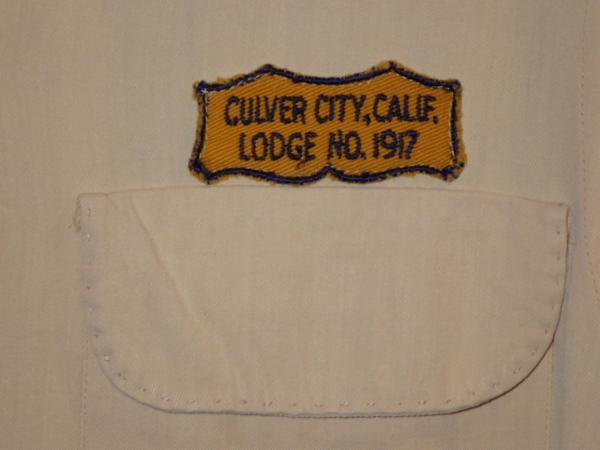 CULVER CITY, CALIF.
LODGE NO. 1917